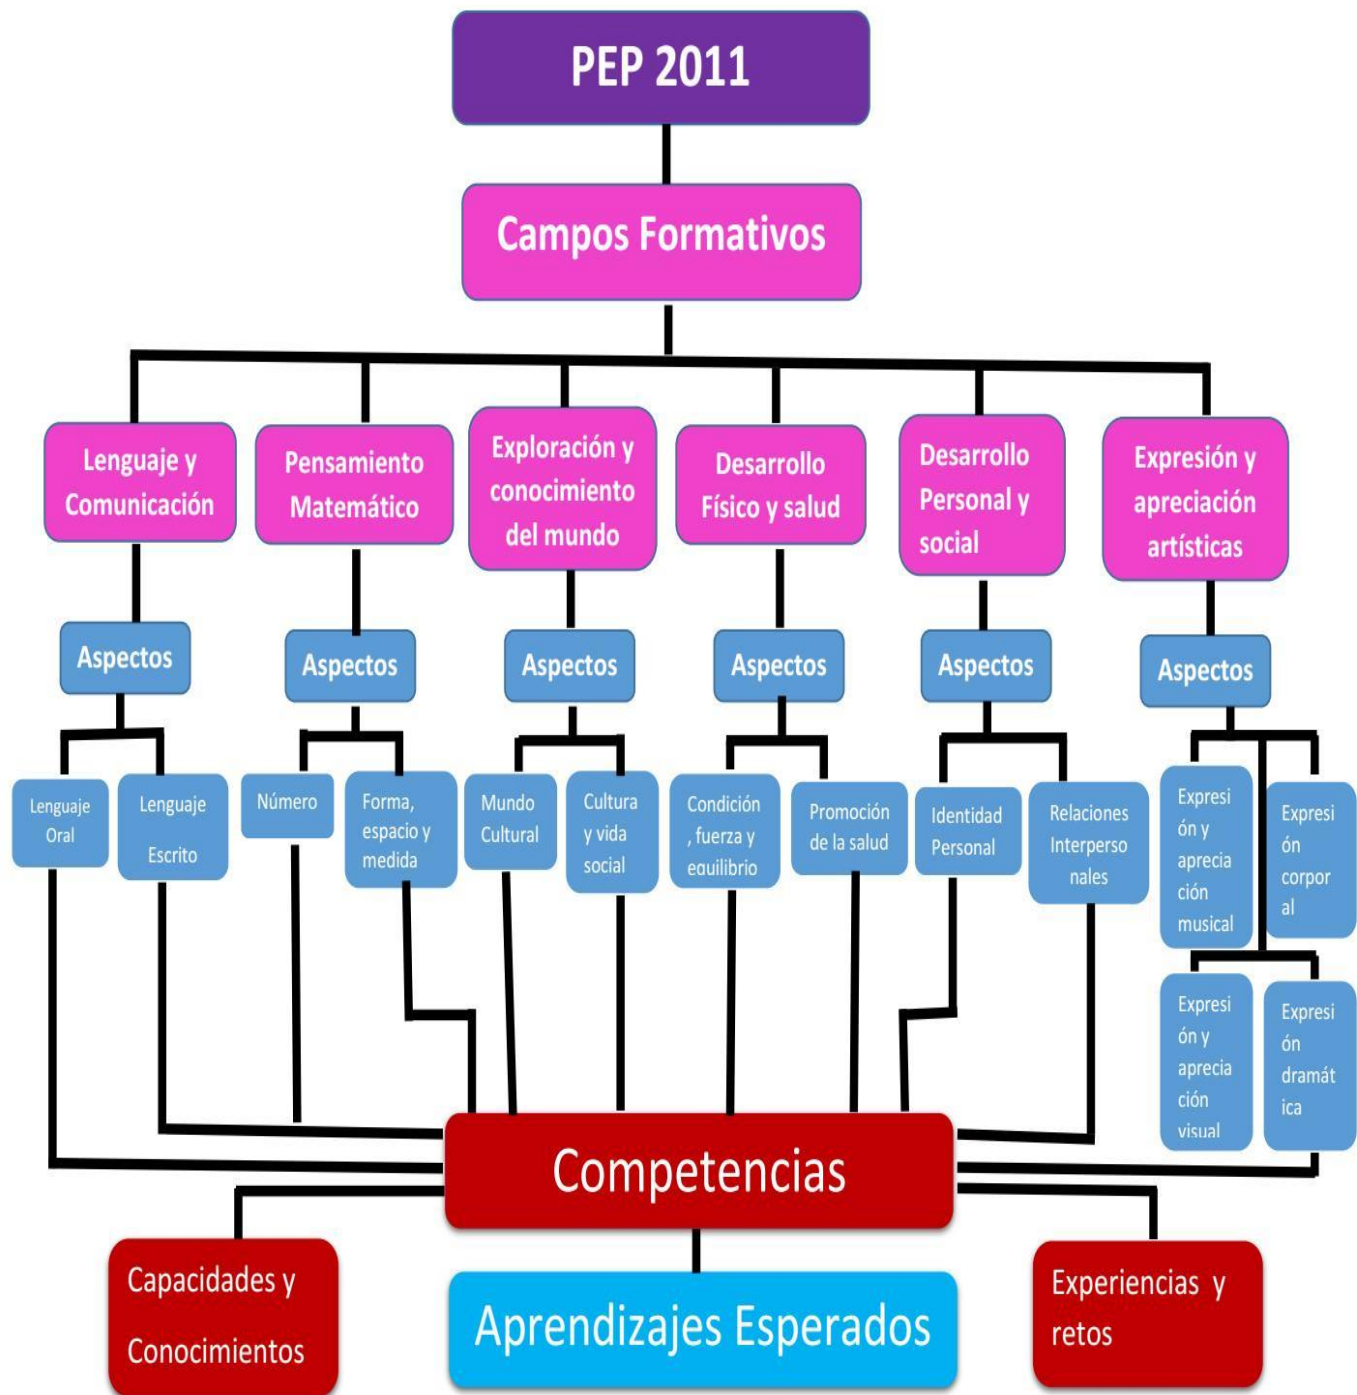 PEP 2011
Campos Formativos
Lenguaje y
Comunicación
Pensamiento
Matemático
Exploración y
conocimiento
del mundo
Desarrollo
Físico y salud
Desarrollo
Personal y
social
Expresión y
apreciación
artísticas
Aspectos
Aspectos
Aspectos
Aspectos
Aspectos
Aspectos
Lenguaje
Oral
Lenguaje
Escrito
Número
Forma,
espacio y
medida
Mundo
Cultural
Cultura
y vida
social
Condición
, fuerza y
equilibrio
Promoción
de la salud
Identidad
Personal
Relaciones
Interperso
nales
Expresi
ón y
aprecia
ción
musical
Expresi
ón
corpor
al
Expresi
ón y
aprecia
ción
visual
Expresi
ón
dramát
ica
Competencias
Capacidades y
Conocimientos
Aprendizajes Esperados
Experiencias y
retos